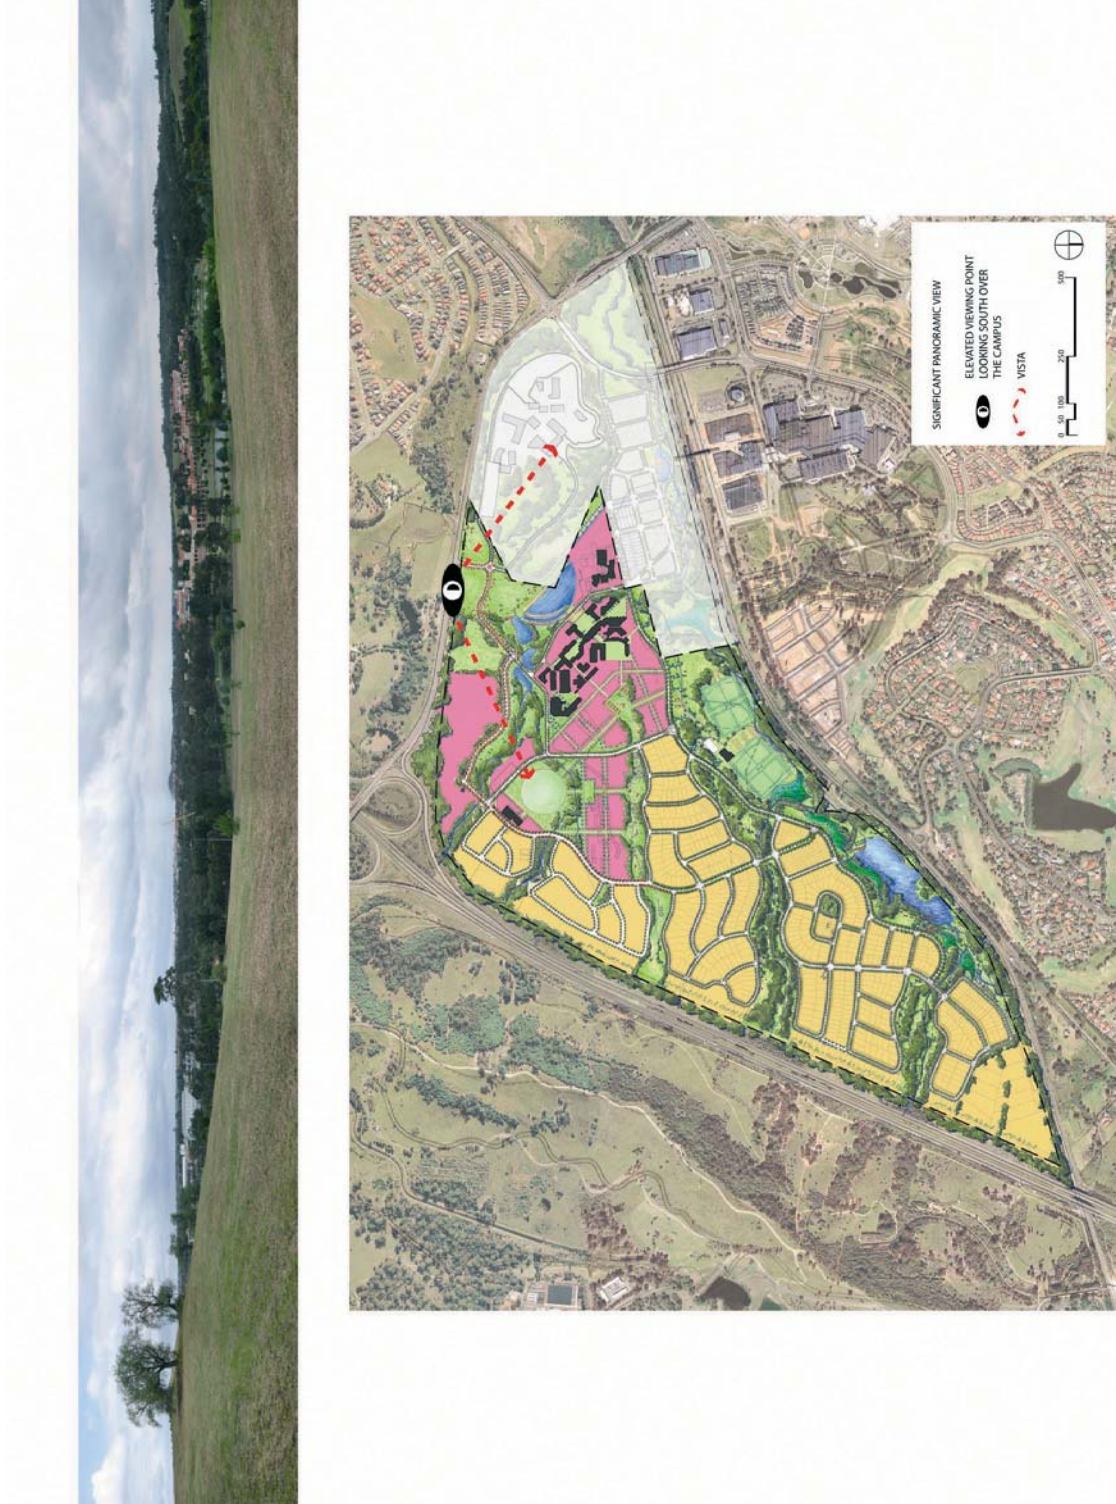 SIGNIFICANT PANORAMIC VIEW
D
ELEVATED VIEWING POINT
LOOKING SOUTH OVER
THE CAMPUS
VISTA
0 50 100 250 500
D